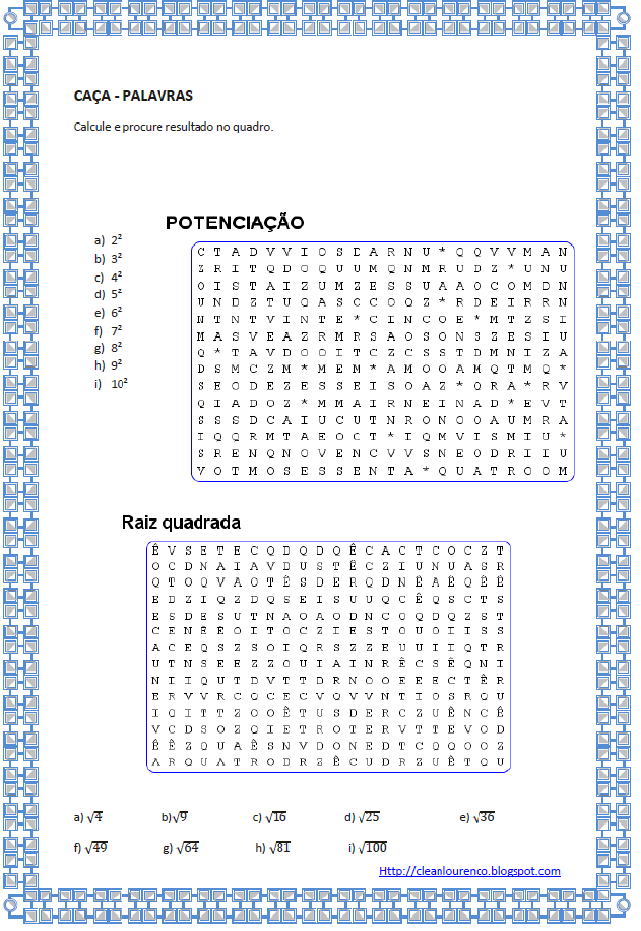 CAÇA - PALAVRAS
Calcule e procure resultado no quadro.
POTENCIAÇÃO
a) 2²
b) 3²
c) 4²
d) 5²
e) 6²
f) 7²
g) 8²
h) 9²
i) 10²
C T A D V V I O S D A R N U * Q Q V V M A N
Z R I T Q D O Q U U M Q N M R U D Z * U N U
O I S T A I Z U M Z E S S U A A O C O M D N
U N D Z T U Q A S O C O Q Z * R D E I R R N
N T N T V I N T E * C I N C O E * M T Z S I
M A S V E A Z R M R S A O S O N S Z E S I U
Q * T A V D O O I T C Z C S S T D M N I Z A
D S M C Z M * M E M * A M O O A M Q T M Q *
S E O D E Z E S S E I S O A Z * Q R A * R V
Q I A D O Z * M M A I R N E I N A D * E V T
S S S D C A I U C U T N R O N O O A U M R A
I Q Q R M T A E O C T * I Q M V I S M I U *
S R E N Q N O V E N C V V S N E O D R I I U
V O T M O S E S S E N T A * Q U A T R O O M
Raiz quadrada
Ê V S E T E C Q D Q D Q Ê C A C T C O C Z T
O C D N A I A V D U S T Ê C Z I U N U A S R
Q T O Q V A O T Ê S D E R Q D N Ê A Ê Q Ê Ê
E D Z I Q Z D Q S E I S U U Q C Ê Q S C T S
E S D E S U T N A O A O D N C O Q D Q Z S T
C E N E E O I T O C Z I E S T O U O I I S S
A C E Q S Z S O I Q R S Z Z E U U I I Q T R
U T N S E E Z Z O U I A I N R Ê C S Ê Q N I
N I I Q U T D V T T D R N O O E E E C T Ê R
E R V V R C Q C E C V Q V V N T I O S R Q U
I Q I T T Z O O Ê T U S D E R C Z U Ê N C Ê
V C D S O Z Q I E T R O T E R V T T E V O D
Ê Ê Z Q U A Ê S N V D O N E D T C Q Q O O Z
A R Q U A T R O D R Z Ê C U D R Z U Ê T Q U
a) √4 b) √9 c) √16 d) √25 e) √36
f) √49 g) √64 h) √81 i) √100
Http://cleanlourenco.blogspot.com